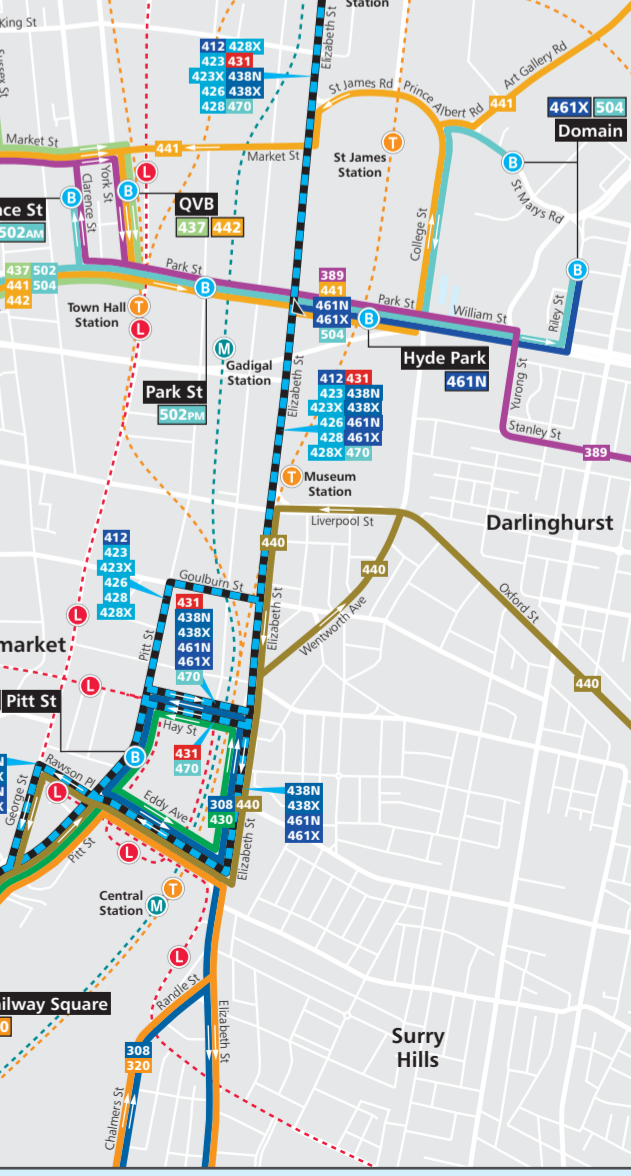 Station
King St
Sussex St
Elizabeth St
412 428X
423 431
423X 438N
426 438X
428 470
St James Rd
Prince Albert Rd
Art Gallery Rd
441
461X 504
Domain
Market St
441
Market St
L
T
St James
Station
B
St Marys Rd
York St
Clarence St
B
B
QVB
437 442
ce St
502AM
College St
437 502
441 504
442
Park St
B
389
441
461N
461X
504
Park St
B
William St
Riley St
B
Town Hall
Station
T
L
M
Gadigal
Station
Hyde Park
461N
Park St
502PM
Elizabeth St
412 431
423 438N
423X 438X
426 461N
428 461X
428X 470
Yurong St
Stanley St
389
T
Museum
Station
Liverpool St
Darlinghurst
440
440
412
423
423X
426
428
428X
Goulburn St
431
438N
438X
461N
461X
470
Elizabeth St
Wentworth Ave
Oxford St
L
market
Pitt St
L
440
Pitt St
Hay St
B
431
470
Rawson Pl
L
George St
Eddy Ave
308 440
430
438N
438X
461N
461X
Elizabeth St
Pitt St
L
Central
Station
T
M
L
ailway Square
0
Randle St
Elizabeth St
Surry
Hills
308
320
Chalmers St